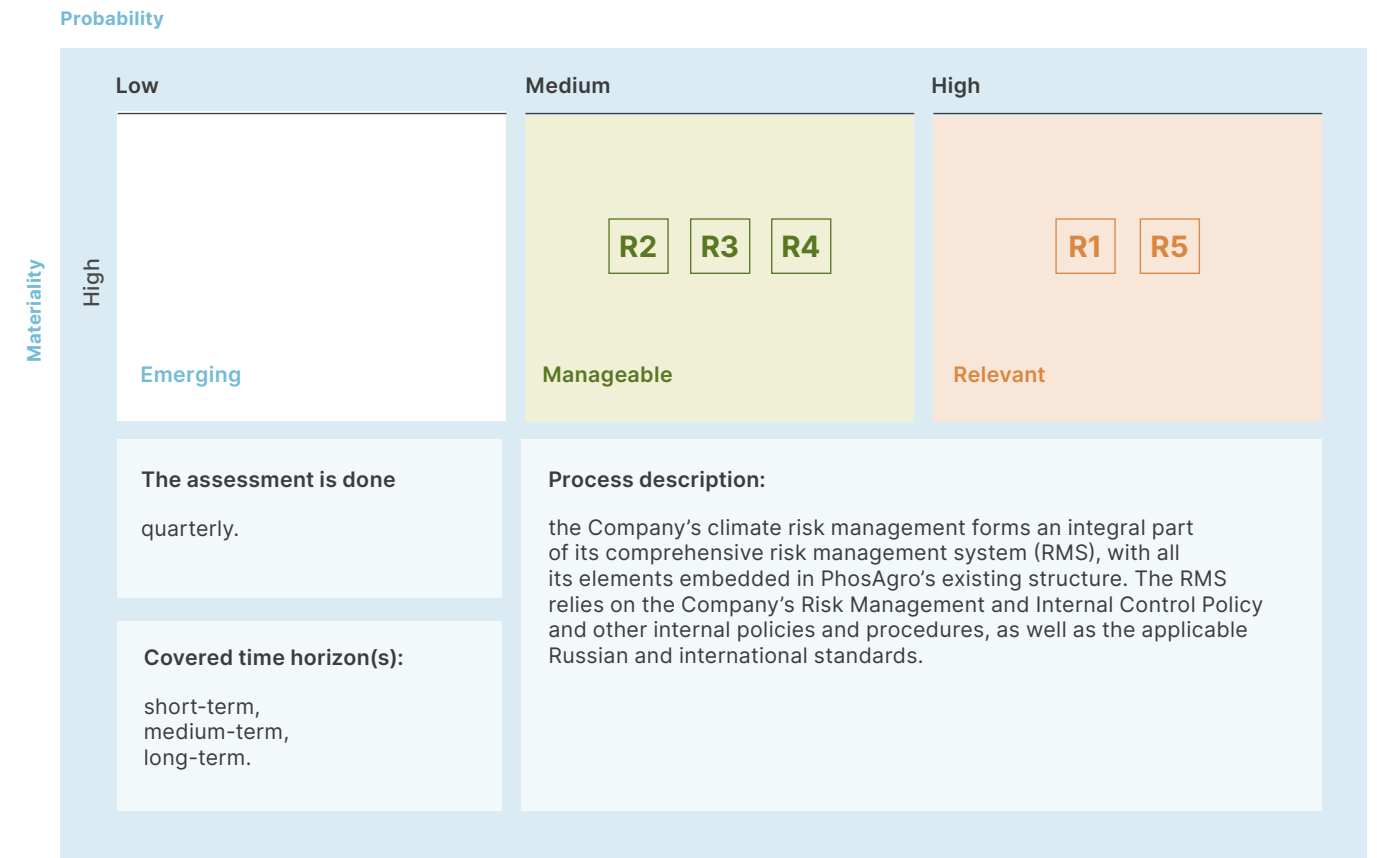 Probability
Low
Medium
High
Materiality
High
R2
R3
R4
R1
R5
Emerging
Manageable
Relevant
The assessment is done
quarterly.
Covered time horizon(s):
short-term,
medium-term,
long-term.
Process description:
the Company’s climate risk management forms an integral part
of its comprehensive risk management system (RMS), with all
its elements embedded in PhosAgro’s existing structure. The RMS
relies on the Company’s Risk Management and Internal Control Policy
and other internal policies and procedures, as well as the applicable
Russian and international standards.